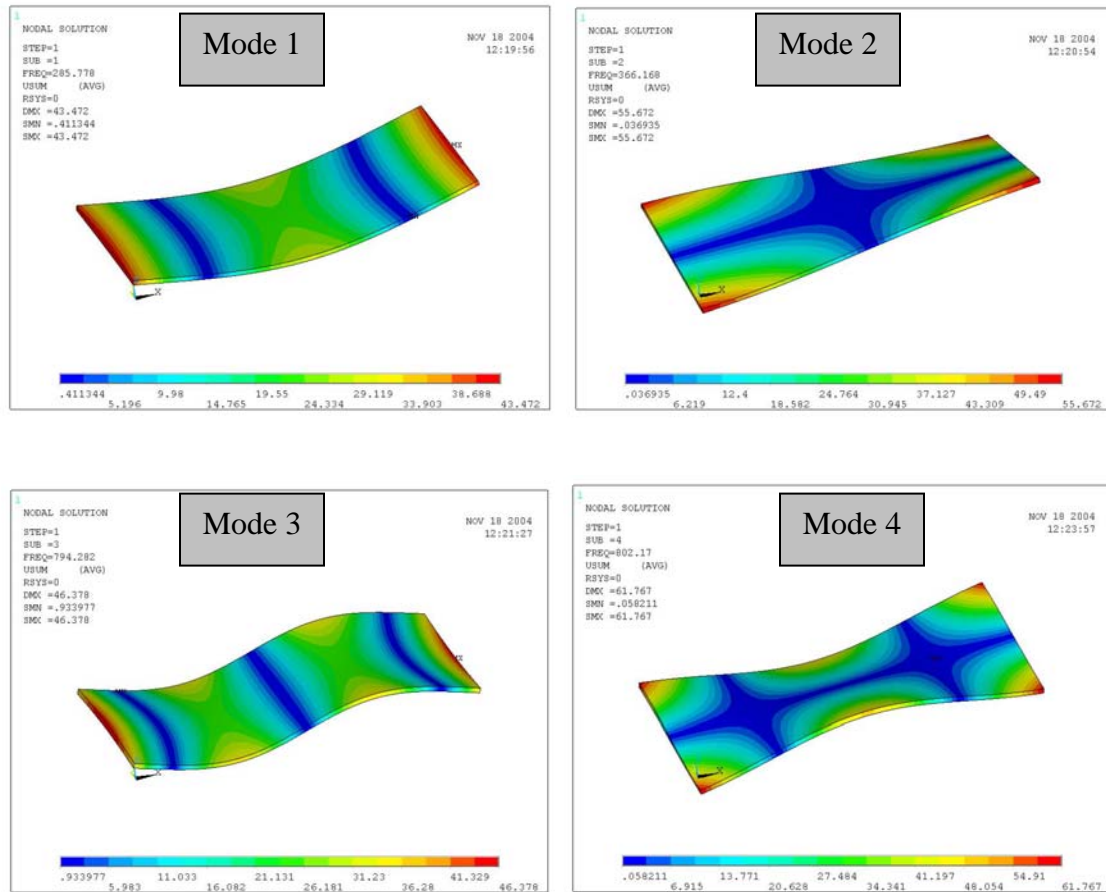 1
NODAL SOLUTION
STEP=1
SUB =1
FREQ=285.778
USUM (AVG)
RSYS=0
DMX =43.472
SMN =.411344
SMX =43.472
Mode 1
NOV 18 2004
12:19:56
MX
X
.411344 9.98 19.55 29.119 38.688
5.196 14.765 24.334 33.903 43.472
1
NODAL SOLUTION
STEP=1
SUB =2
FREQ=366.168
USUM (AVG)
RSYS=0
DMX =55.672
SMN =.036935
SMX =55.672
Mode 2
NOV 18 2004
12:20:54
X
.036935 12.4 24.764 37.127 49.49
6.219 18.582 30.945 43.309 55.672
1
NODAL SOLUTION
STEP=1
SUB =3
FREQ=794.282
USUM (AVG)
RSYS=0
DMX =46.378
SMN =.933977
SMX =46.378
Mode 3
NOV 18 2004
12:21:27
MX
X
.933977 11.033 21.131 31.23 41.329
5.983 16.082 26.181 36.28 46.378
1
NODAL SOLUTION
STEP=1
SUB =4
FREQ=802.17
USUM (AVG)
RSYS=0
DMX =61.767
SMN =.058211
SMX =61.767
Mode 4
NOV 18 2004
12:23:57
X
.058211 13.771 27.484 41.197 54.91
6.915 20.628 34.341 48.054 61.767